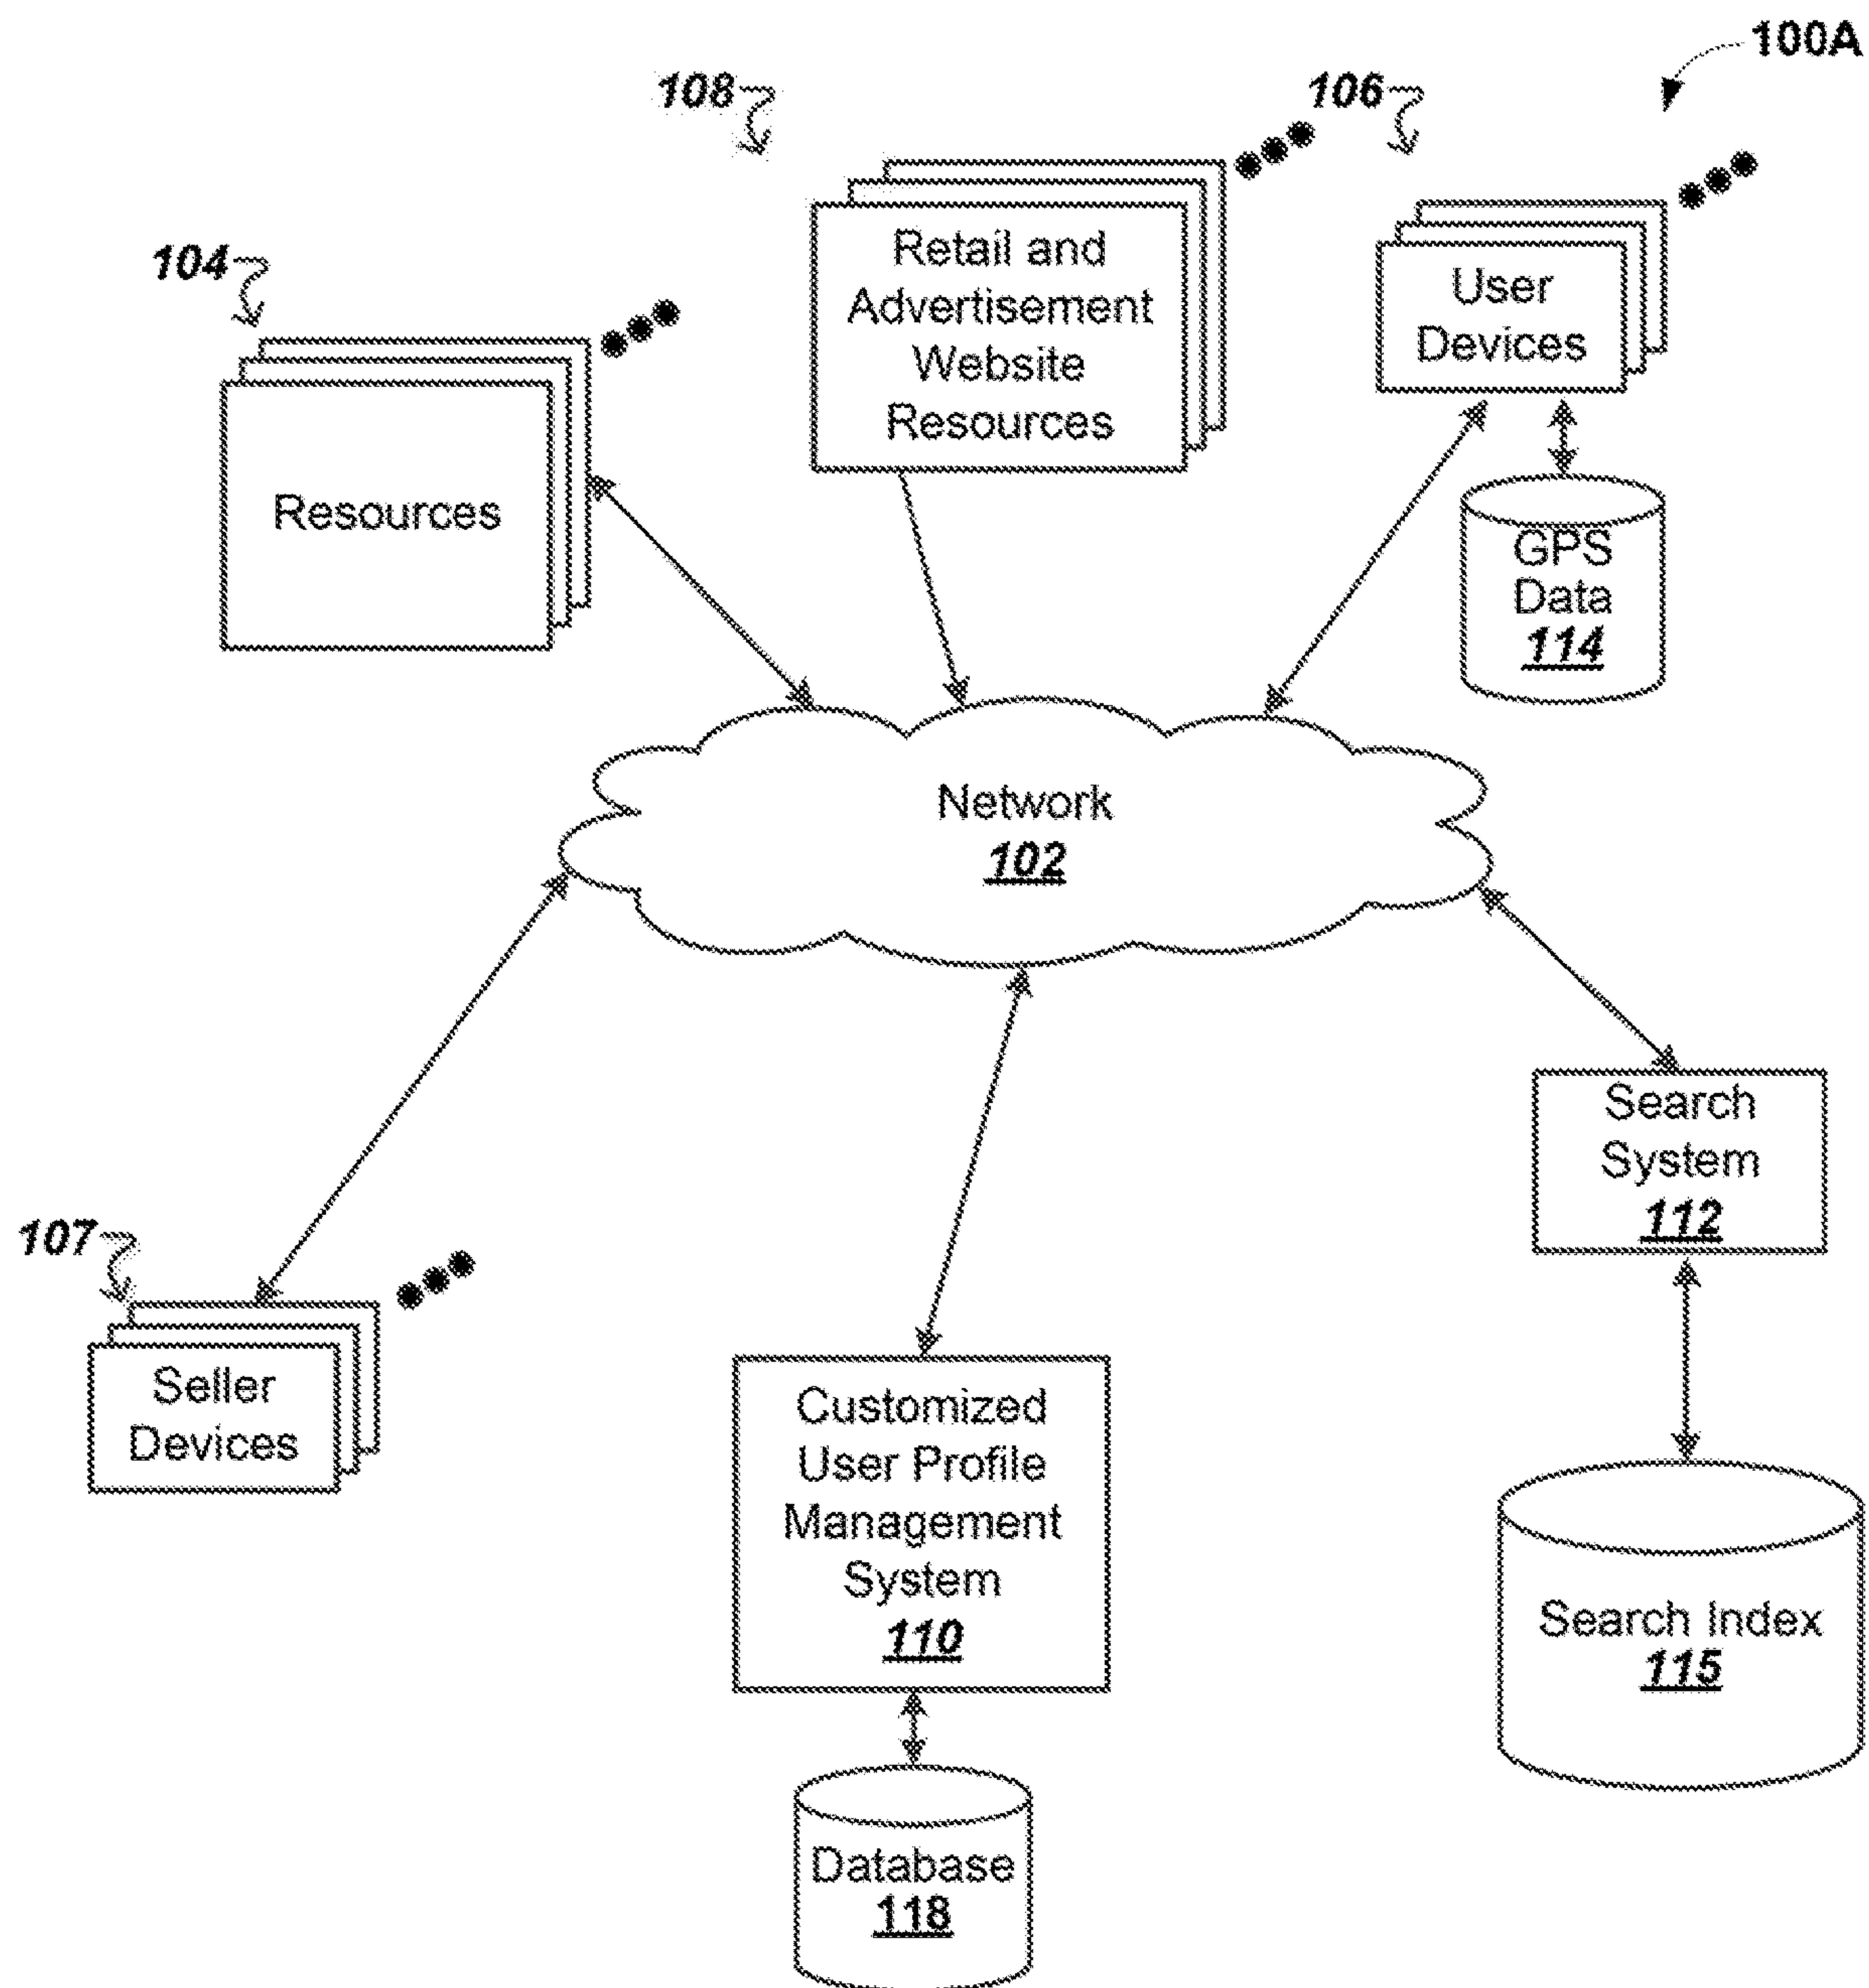 100A
108
106
104
Retail and
Advertisement
Website
Resources
User
Devices
Resources
GPS
Data
114
Network
102
Search
System
112
107
Seller
Devices
Customized
User Profile
Management
System
110
Search Index
115
Database
118